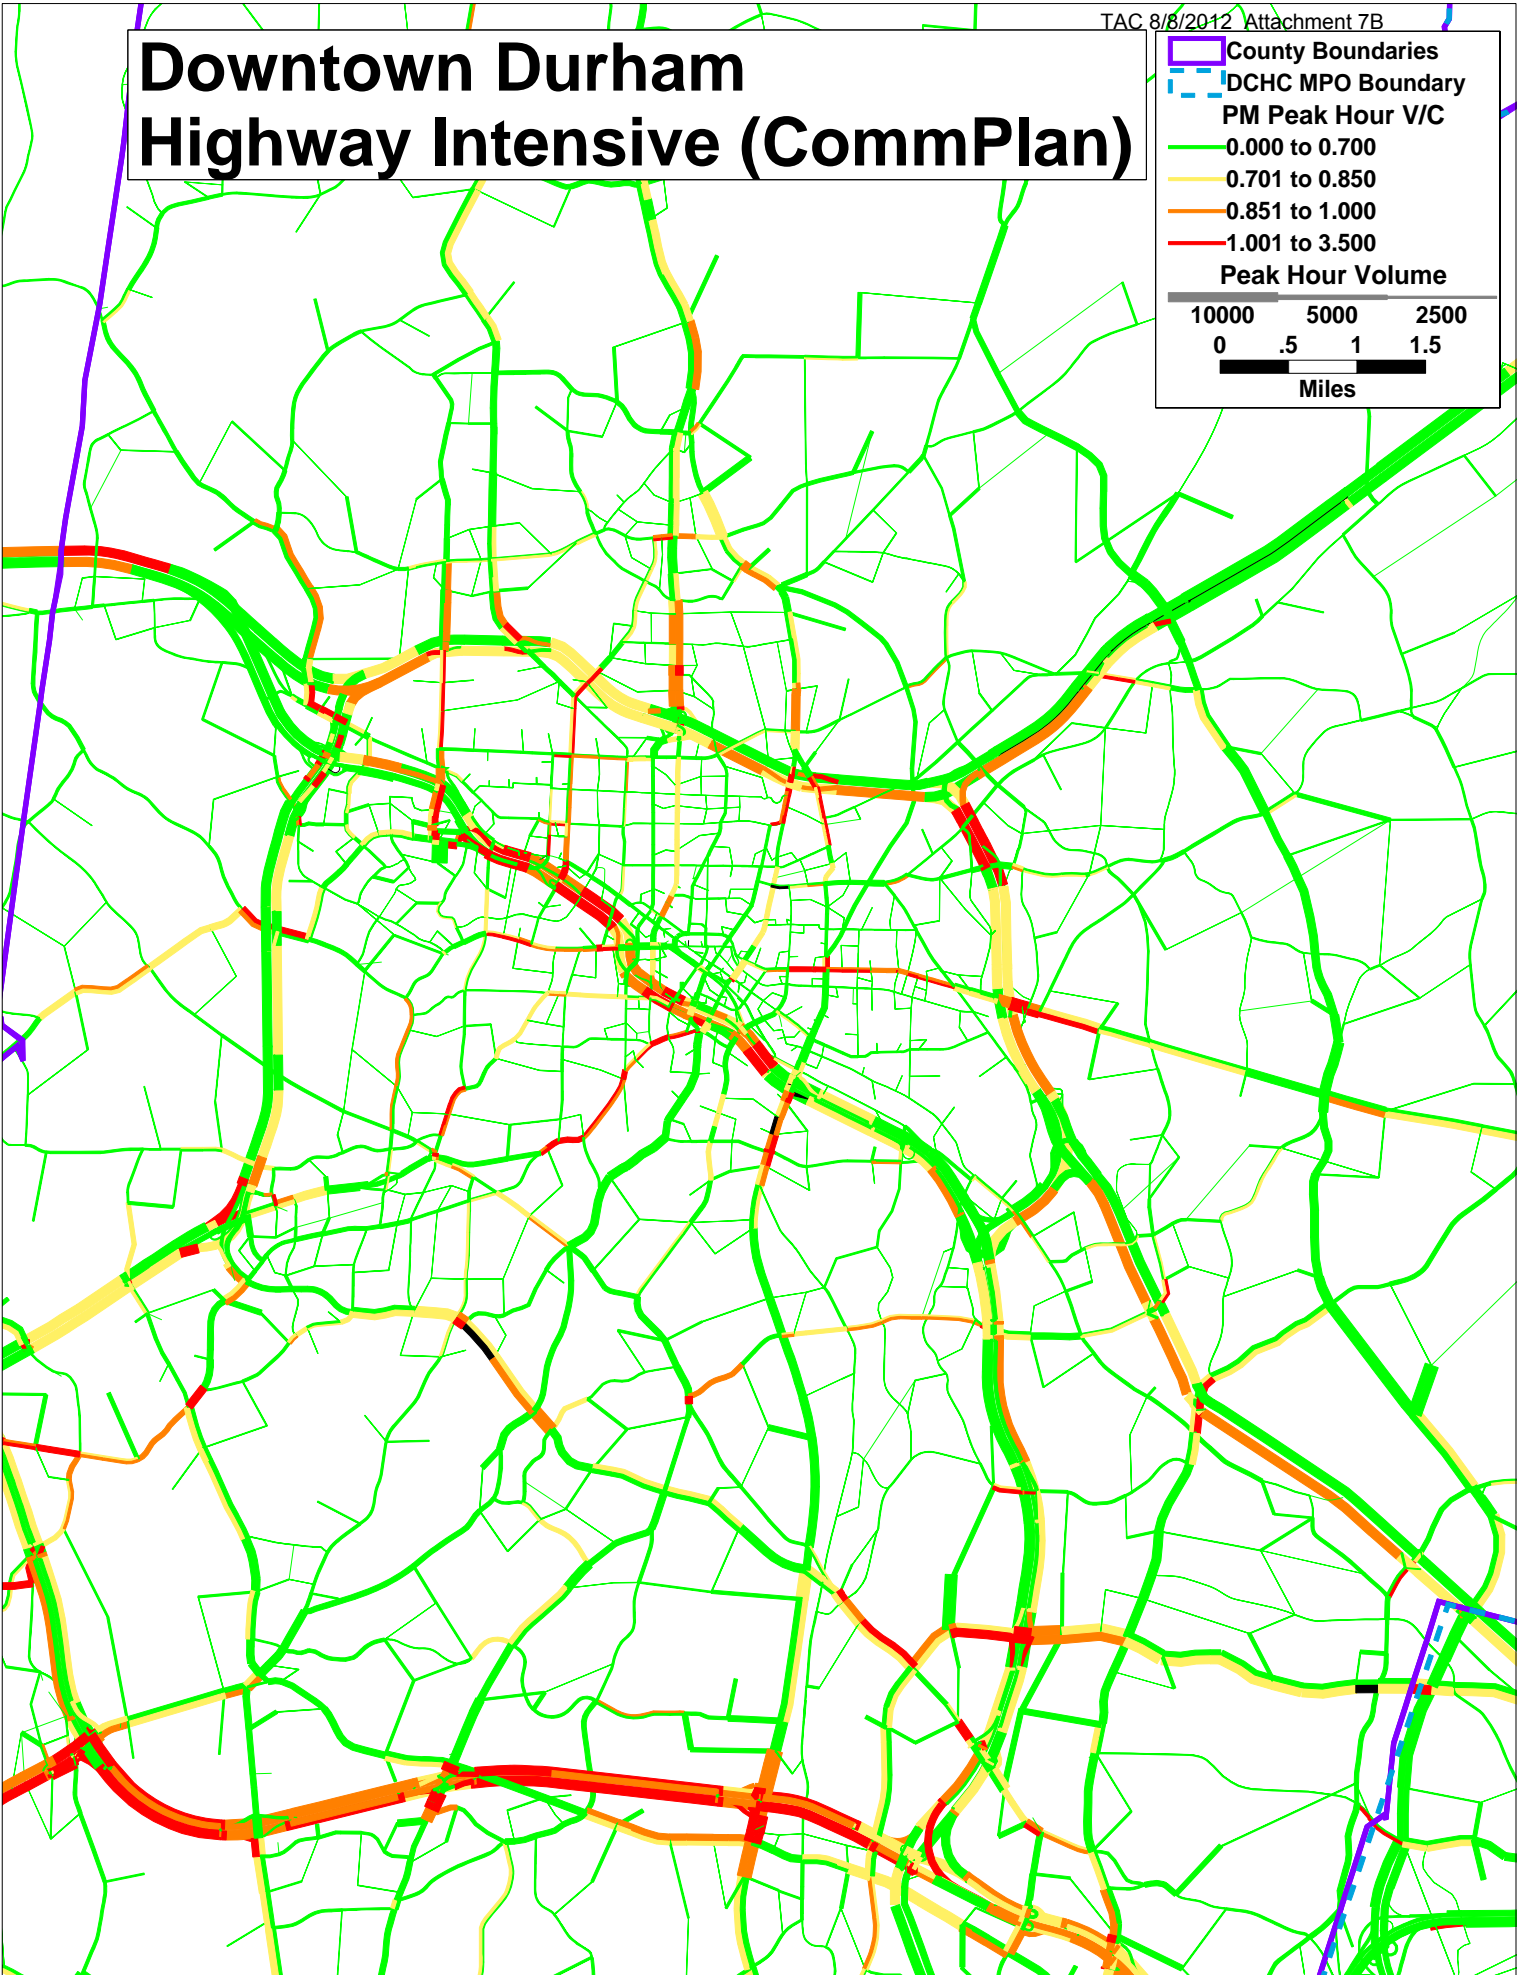 TAC 8/8/2012 Attachment 7B
Downtown Durham
Highway Intensive (CommPlan)
County Boundaries
DCHC MPO Boundary
PM Peak Hour V/C
0.000 to 0.700
0.701 to 0.850
0.851 to 1.000
1.001 to 3.500
Peak Hour Volume
10000 5000 2500
0 .5 1 1.5
Miles